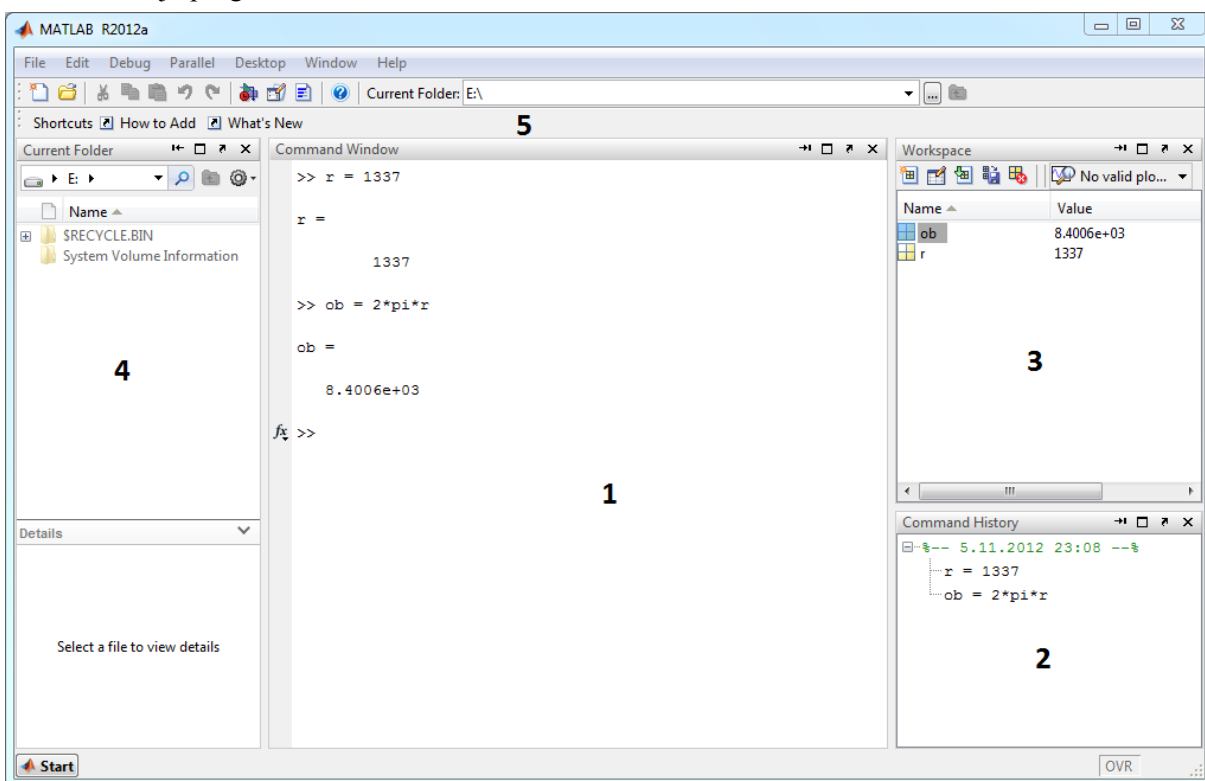 MATLAB R2012a
File Edit Debug Parallel Desktop Window Help
Current Folder: E:\
Shortcuts How to Add What's New
5
Current Folder
E:
Name
$RECYCLE.BIN
System Volume Information
4
Details
Select a file to view details
Command Window
>> r = 1337
r =
1337
>> ob = 2*pi*r
ob =
8.4006e+03
fx >>
1
Workspace
No valid plo...
Name Value
ob 8.4006e+03
r 1337
3
Command History
%-- 5.11.2012 23:08 --%
r = 1337
ob = 2*pi*r
2
Start
OVR